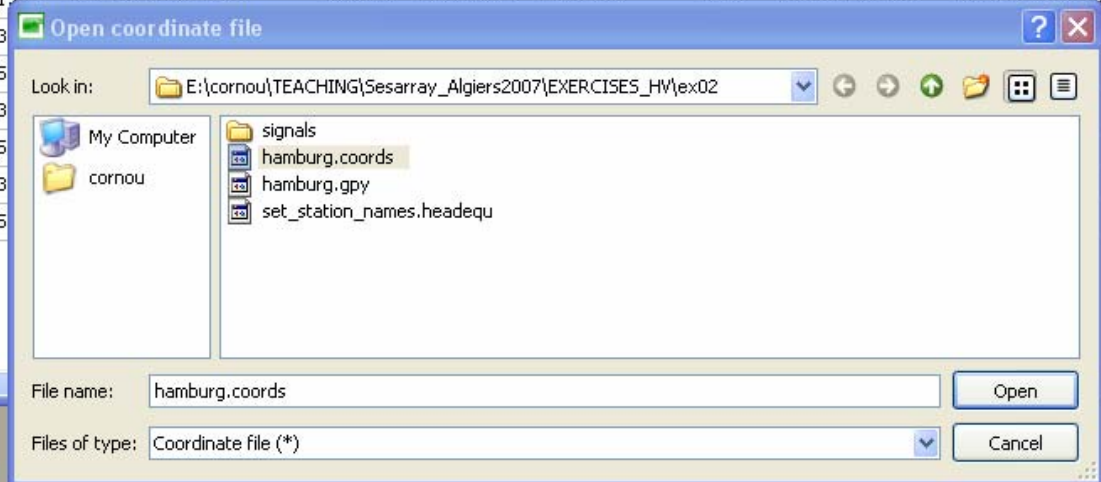 Open coordinate file
Look in: E:\cornou\TEACHING\Sesarray_Algiers2007\EXERCISES_HV\ex02
My Computer
cornou
signals
hamburg.coords
hamburg.gpy
set_station_names.headequ
File name: hamburg.coords Open
Files of type: Coordinate file (*) Cancel